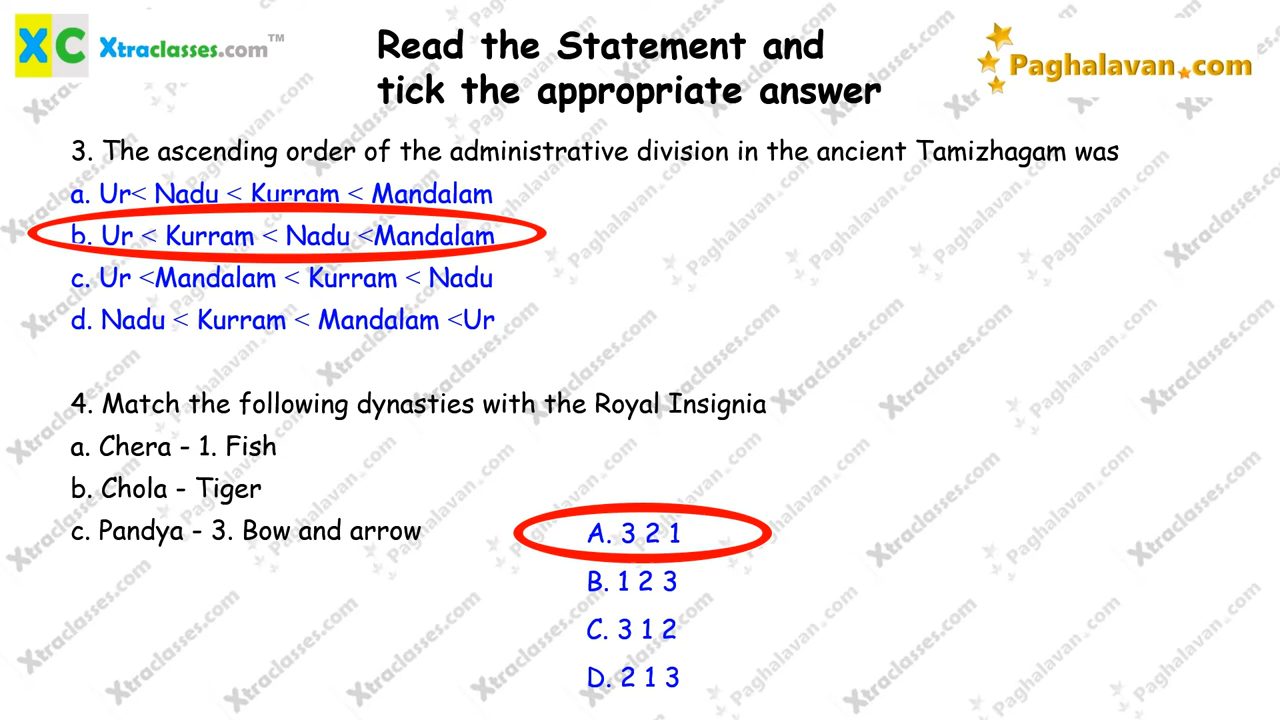 XC Xtraclasses.com™
Read the Statement and
tick the appropriate answer
Paghalavan.com
3. The ascending order of the administrative division in the ancient Tamizhagam was
a. Ur< Nadu < Kurram < Mandalam
b. Ur < Kurram < Nadu <Mandalam
c. Ur <Mandalam < Kurram < Nadu
d. Nadu < Kurram < Mandalam <Ur
4. Match the following dynasties with the Royal Insignia
a. Chera - 1. Fish
b. Chola - Tiger
c. Pandya - 3. Bow and arrow
A. 3 2 1
B. 1 2 3
C. 3 1 2
D. 2 1 3